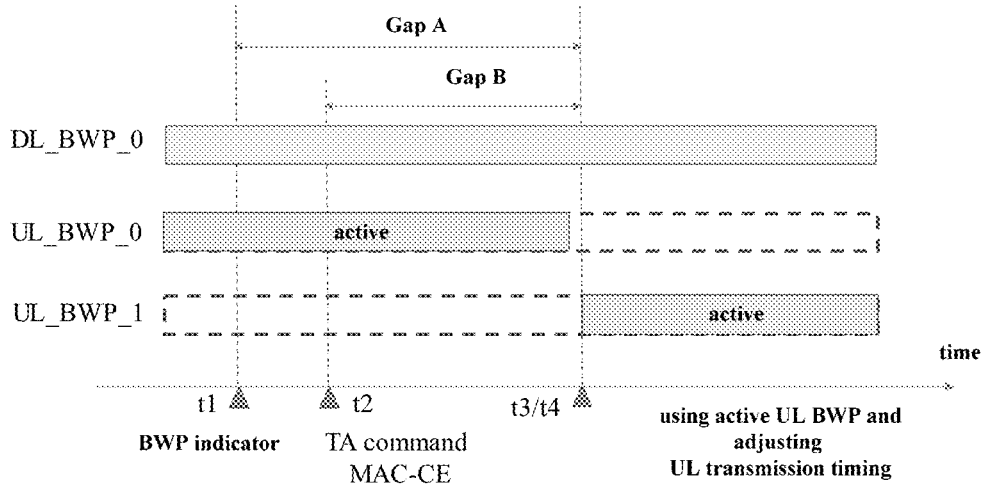 Gap A
Gap B
DL_BWP_0
UL_BWP_0
active
UL_BWP_1
active
time
t1
t2
t3/t4
BWP indicator
TA command
MAC-CE
using active UL BWP and
adjusting
UL transmission timing